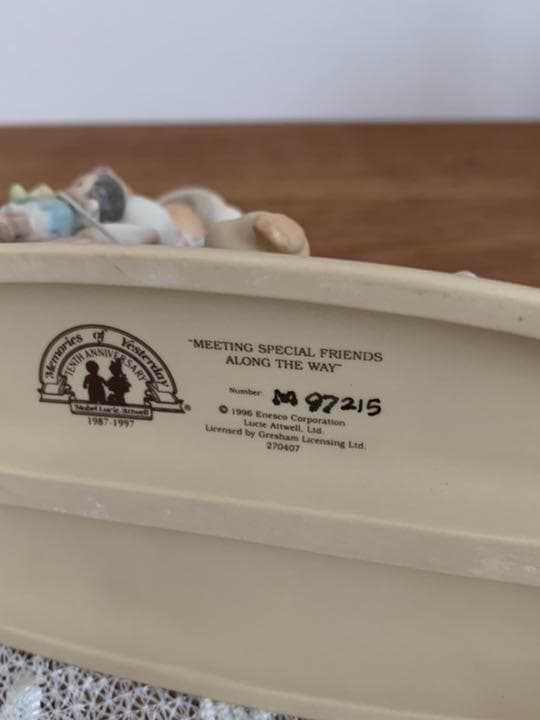 Memories of Yesterday
TENTH ANNIVERSARY
Mabel Lucie Attwell ®
1987-1997
"MEETING SPECIAL FRIENDS
ALONG THE WAY"
Number: M 97215
© 1996 Enesco Corporation
Lucie Attwell, Ltd.
Licensed by Gresham Licensing Ltd.
270407